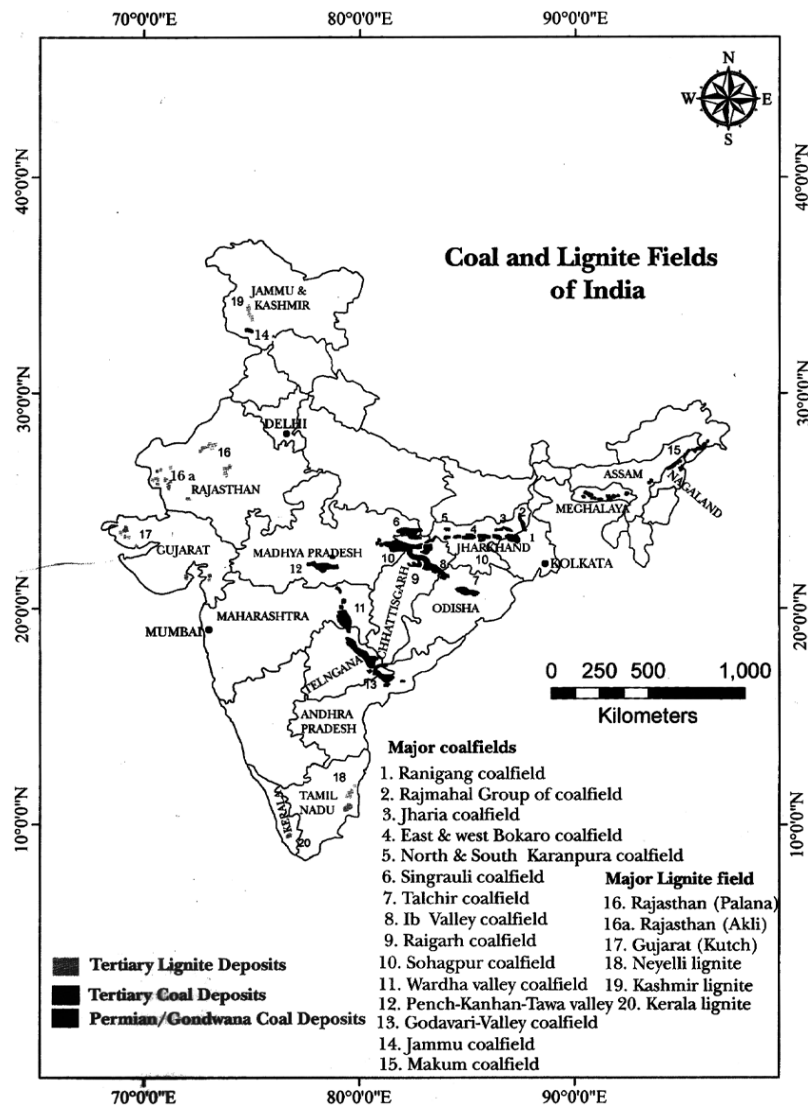 70°0'0"E 80°0'0"E 90°0'0"E
N
W E
S
40°0'0"N 40°0'0"N
Coal and Lignite Fields
of India
JAMMU &
KASHMIR
19
14
30°0'0"N 30°0'0"N
DELHI
16
16 a
RAJASTHAN
15
ASSAM
NAGALAND
MEGHALAYA
17
GUJARAT
MADHYA PRADESH
12
6
5
4
3
2
1
10
JHARKHAND
10
9
8
7
KOLKATA
ODISHA
CHHATTISGARH
11
20°0'0"N 20°0'0"N
MAHARASHTRA
MUMBAI
TELNGANA
13
ANDHRA
PRADESH
0 250 500 1,000
Kilometers
18
TAMIL
NADU
KERALA
20
10°0'0"N 10°0'0"N
Major coalfields
1. Ranigang coalfield
2. Rajmahal Group of coalfield
3. Jharia coalfield
4. East & west Bokaro coalfield
5. North & South Karanpura coalfield
6. Singrauli coalfield
7. Talchir coalfield
8. Ib Valley coalfield
9. Raigarh coalfield
10. Sohagpur coalfield
11. Wardha valley coalfield
12. Pench-Kanhan-Tawa valley
13. Godavari-Valley coalfield
14. Jammu coalfield
15. Makum coalfield
Major Lignite field
16. Rajasthan (Palana)
16a. Rajasthan (Akli)
17. Gujarat (Kutch)
18. Neyelli lignite
19. Kashmir lignite
20. Kerala lignite
Tertiary Lignite Deposits
Tertiary Coal Deposits
Permian/Gondwana Coal Deposits
70°0'0"E 80°0'0"E 90°0'0"E